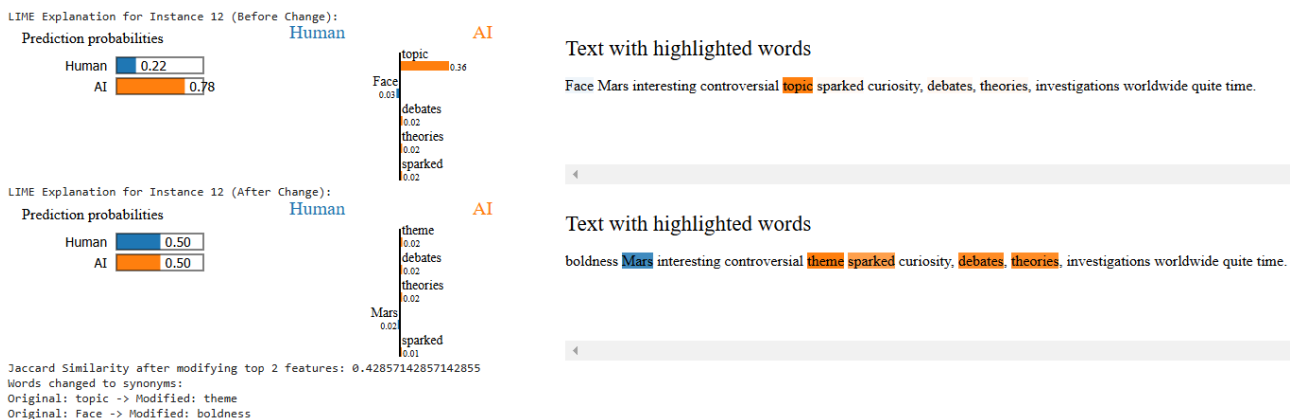 LIME Explanation for Instance 12 (Before Change):
Prediction probabilities
Human 0.22
AI 0.78
Human AI
topic
0.36
Face
0.03
debates
0.02
theories
0.02
sparked
0.02
Text with highlighted words
Face Mars interesting controversial topic sparked curiosity, debates, theories, investigations worldwide quite time.
LIME Explanation for Instance 12 (After Change):
Prediction probabilities
Human 0.50
AI 0.50
Human AI
theme
0.02
debates
0.02
theories
0.02
Mars
0.02
sparked
0.01
Text with highlighted words
boldness Mars interesting controversial theme sparked curiosity, debates, theories, investigations worldwide quite time.
Jaccard Similarity after modifying top 2 features: 0.42857142857142855
Words changed to synonyms:
Original: topic -> Modified: theme
Original: Face -> Modified: boldness